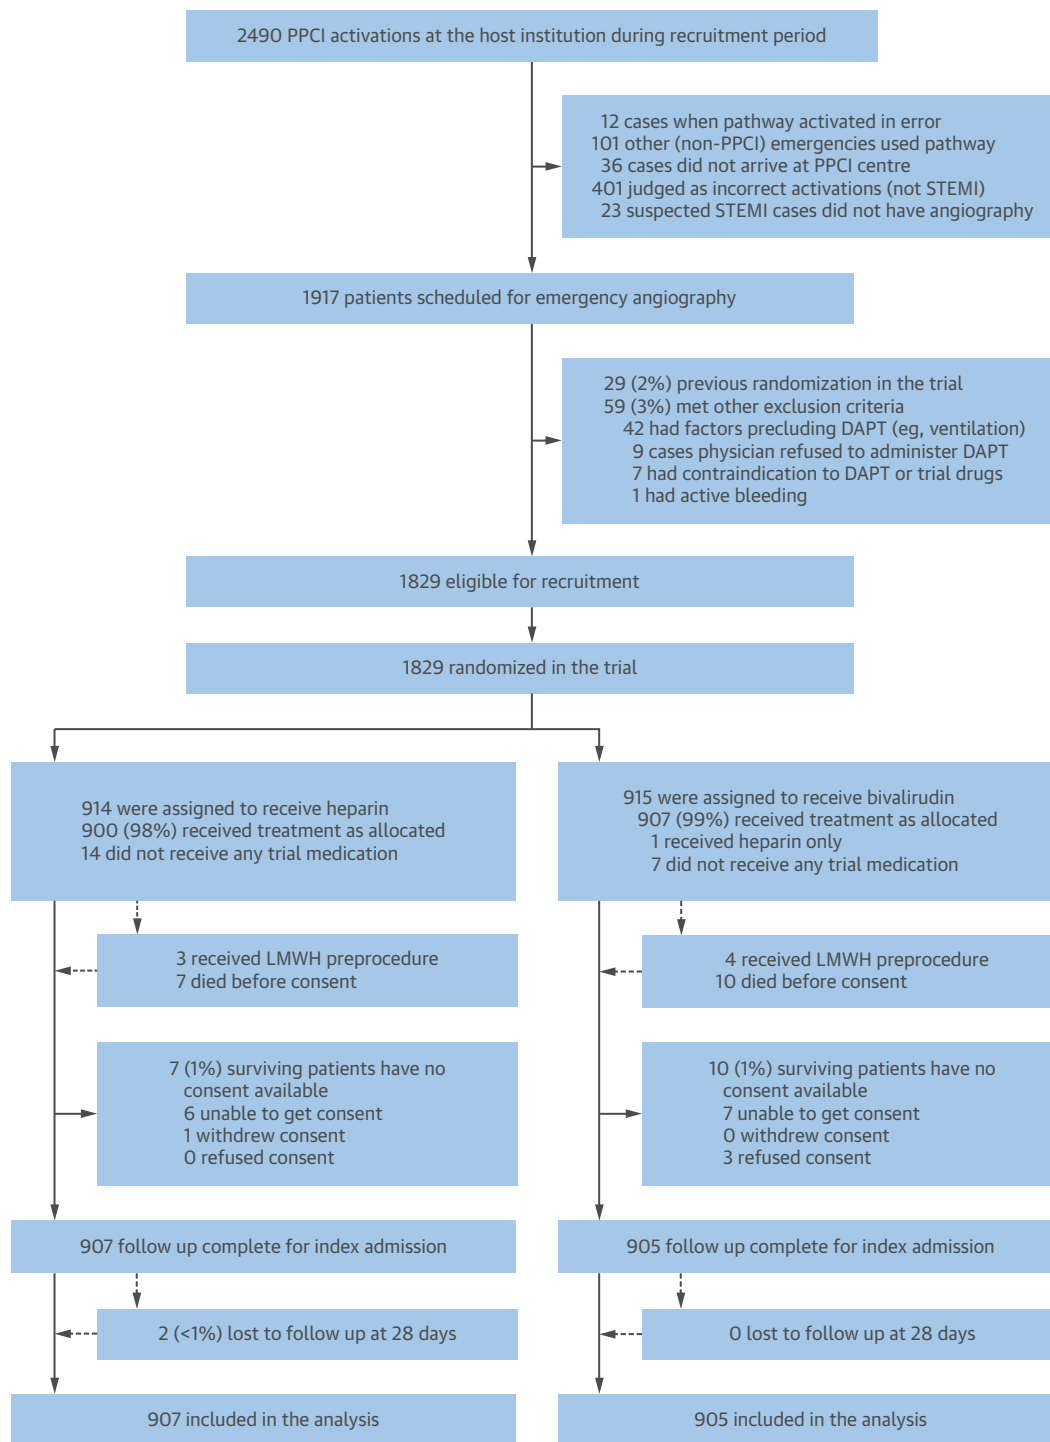 2490 PPCI activations at the host institution during recruitment period
12 cases when pathway activated in error
101 other (non-PPCI) emergencies used pathway
36 cases did not arrive at PPCI centre
401 judged as incorrect activations (not STEMI)
23 suspected STEMI cases did not have angiography
1917 patients scheduled for emergency angiography
29 (2%) previous randomization in the trial
59 (3%) met other exclusion criteria
42 had factors precluding DAPT (eg, ventilation)
9 cases physician refused to administer DAPT
7 had contraindication to DAPT or trial drugs
1 had active bleeding
1829 eligible for recruitment
1829 randomized in the trial
914 were assigned to receive heparin
900 (98%) received treatment as allocated
14 did not receive any trial medication
915 were assigned to receive bivalirudin
907 (99%) received treatment as allocated
1 received heparin only
7 did not receive any trial medication
3 received LMWH preprocedure
7 died before consent
4 received LMWH preprocedure
10 died before consent
7 (1%) surviving patients have no
consent available
6 unable to get consent
1 withdrew consent
0 refused consent
10 (1%) surviving patients have no
consent available
7 unable to get consent
0 withdrew consent
3 refused consent
907 follow up complete for index admission
905 follow up complete for index admission
2 (<1%) lost to follow up at 28 days
0 lost to follow up at 28 days
907 included in the analysis
905 included in the analysis